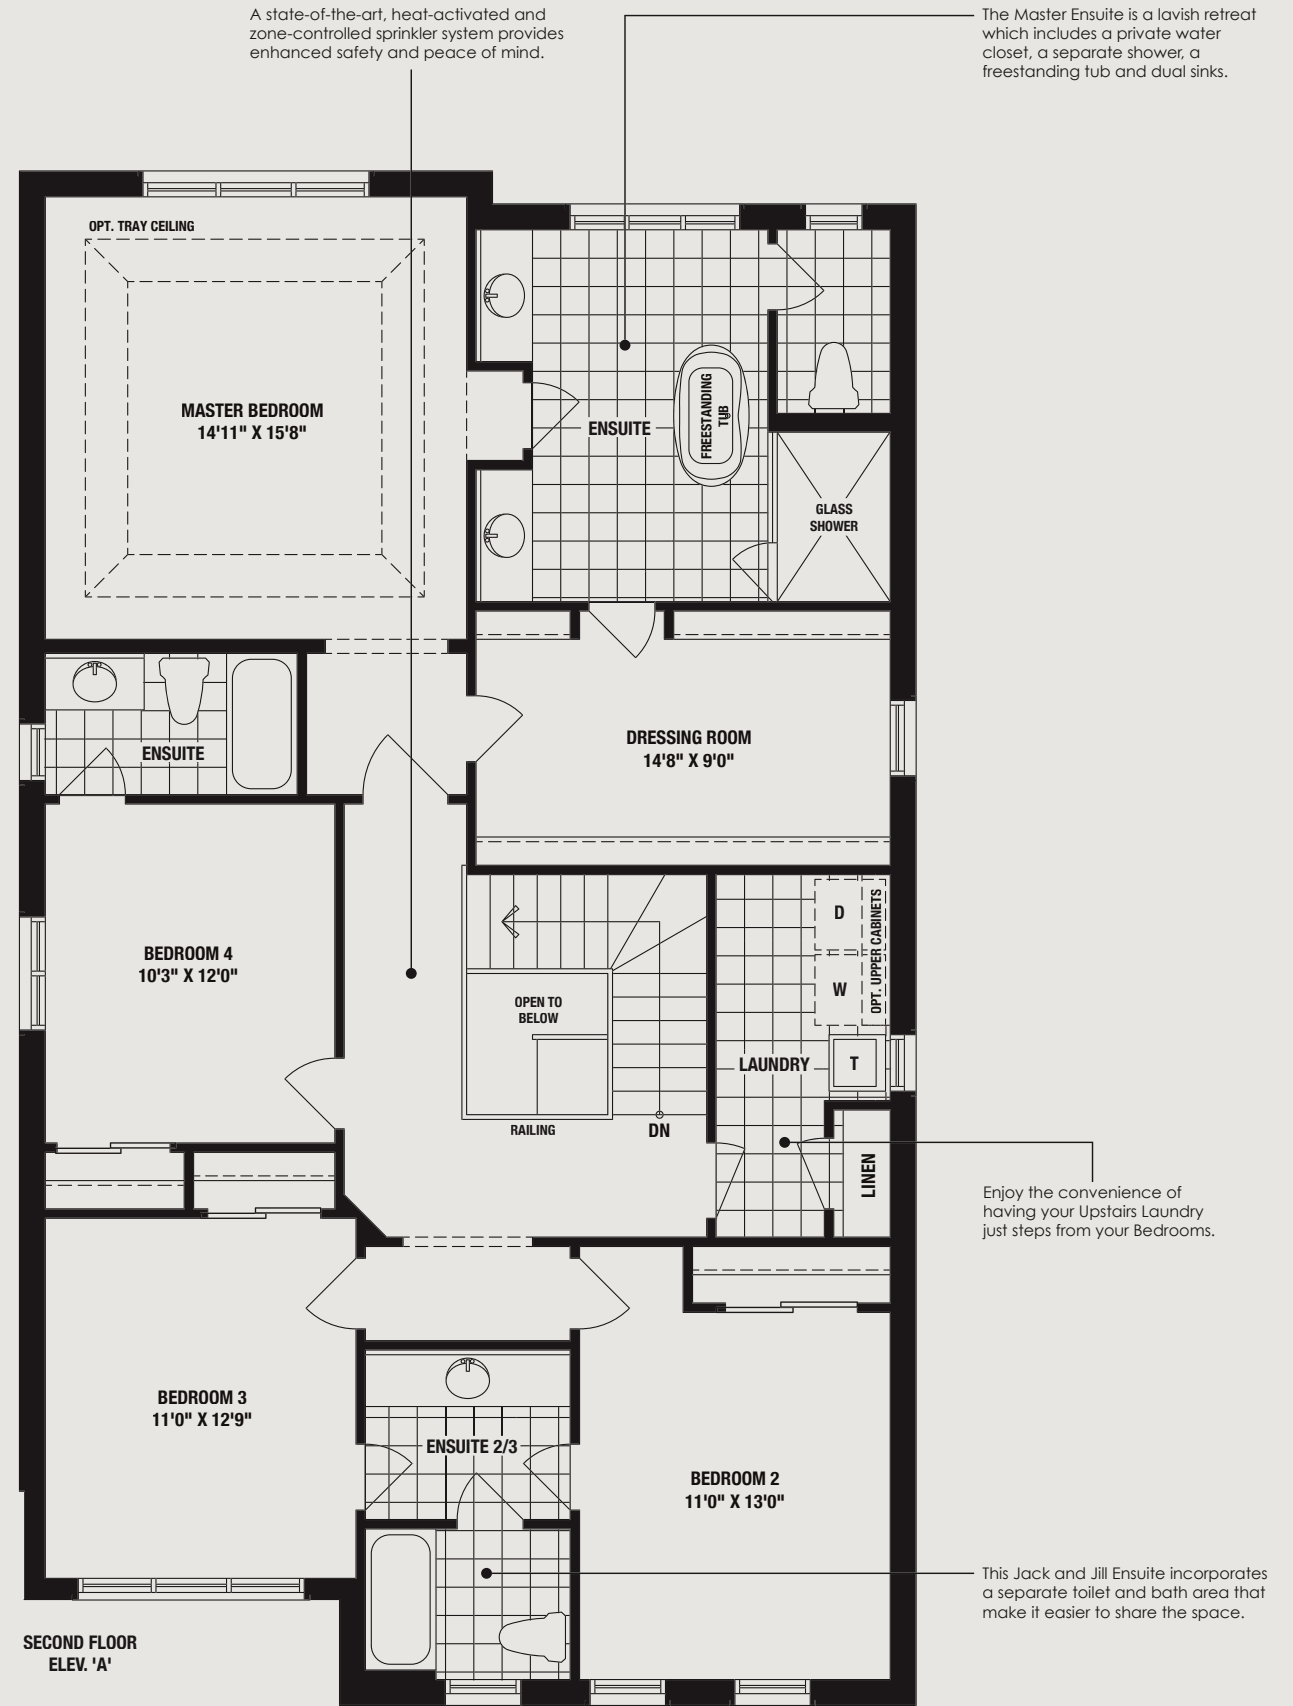 A state-of-the-art, heat-activated and
zone-controlled sprinkler system provides
enhanced safety and peace of mind.
The Master Ensuite is a lavish retreat
which includes a private water
closet, a separate shower, a
freestanding tub and dual sinks.
OPT. TRAY CEILING
MASTER BEDROOM
14'11" X 15'8"
ENSUITE
FREESTANDING
TUB
GLASS
SHOWER
ENSUITE
DRESSING ROOM
14'8" X 9'0"
BEDROOM 4
10'3" X 12'0"
OPEN TO
BELOW
RAILING
DN
D
W
OPT. UPPER CABINETS
LAUNDRY
T
LINEN
Enjoy the convenience of
having your Upstairs Laundry
just steps from your Bedrooms.
BEDROOM 3
11'0" X 12'9"
ENSUITE 2/3
BEDROOM 2
11'0" X 13'0"
This Jack and Jill Ensuite incorporates
a separate toilet and bath area that
make it easier to share the space.
SECOND FLOOR
ELEV. 'A'